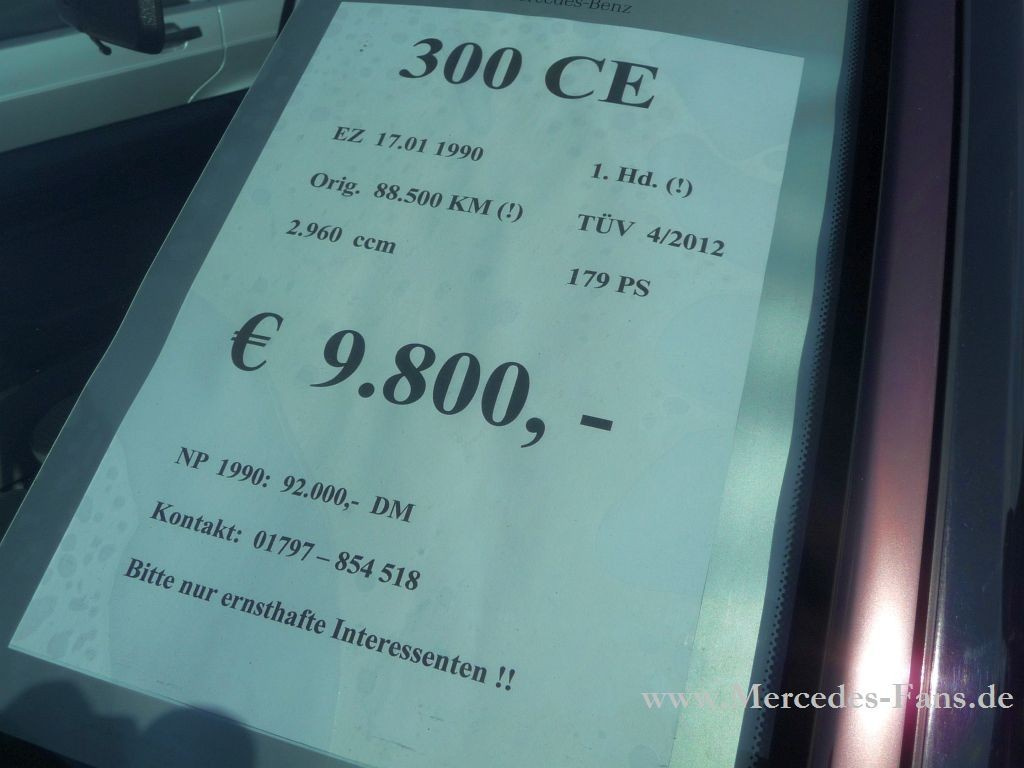 Mercedes-Benz
300 CE
EZ 17.01 1990
1. Hd. (!)
Orig. 88.500 KM (!)
TÜV 4/2012
2.960 ccm
179 PS
€ 9.800, -
NP 1990: 92.000,- DM
Kontakt: 01797 – 854 518
Bitte nur ernsthafte Interessenten !!
www.Mercedes-Fans.de